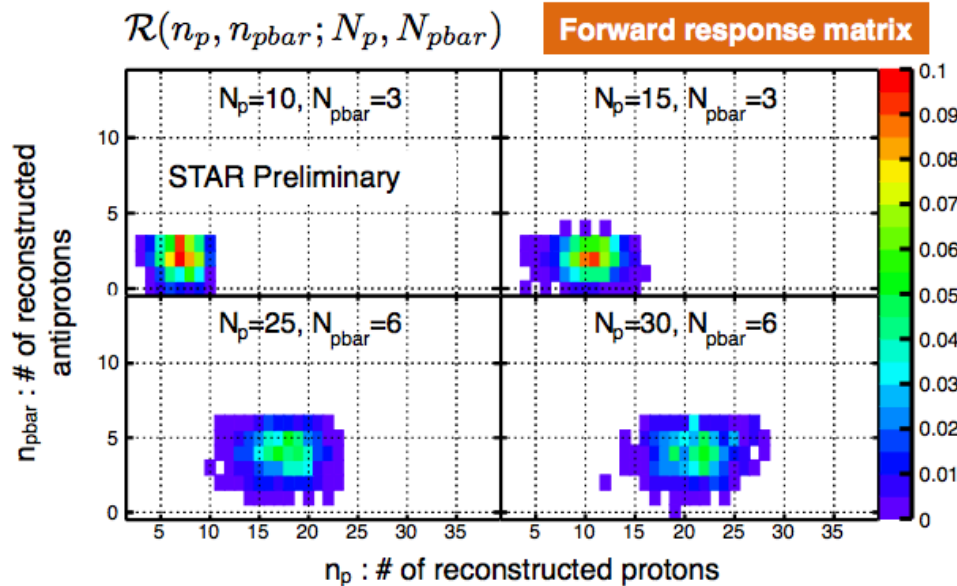 R(n_p, n_pbar; N_p, N_pbar)
Forward response matrix
N_p=10, N_pbar=3
N_p=15, N_pbar=3
STAR Preliminary
N_p=25, N_pbar=6
N_p=30, N_pbar=6
10
5
0
10
5
0
5 10 15 20 25 30 35
5 10 15 20 25 30 35
0.1
0.09
0.08
0.07
0.06
0.05
0.04
0.03
0.02
0.01
0
n_pbar : # of reconstructed
antiprotons
n_p : # of reconstructed protons